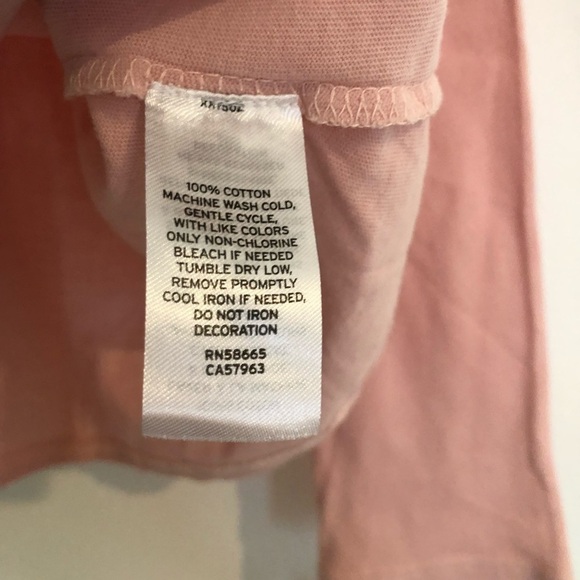 100% COTTON
MACHINE WASH COLD,
GENTLE CYCLE,
WITH LIKE COLORS
ONLY NON-CHLORINE
BLEACH IF NEEDED
TUMBLE DRY LOW,
REMOVE PROMPTLY
COOL IRON IF NEEDED,
DO NOT IRON
DECORATION
RN58665
CA57963